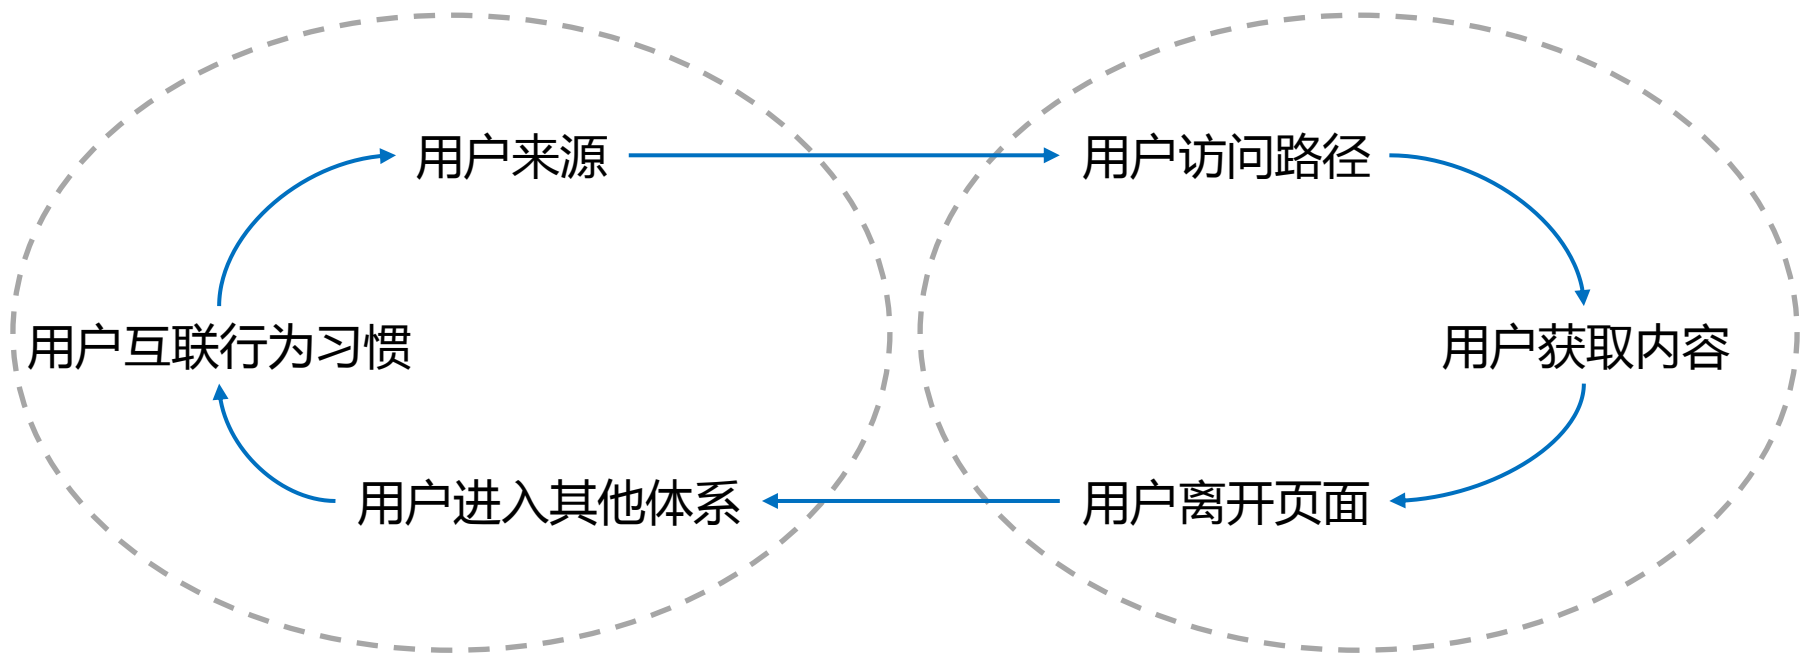 用户来源
用户访问路径
用户互联行为习惯
用户获取内容
用户进入其他体系
用户离开页面